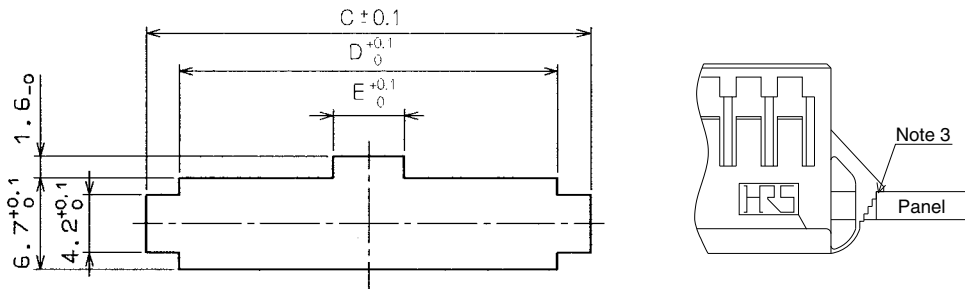 C ± 0.1
D +0.1 0
E +0.1 0
1.6 -0
6.7 +0.1 0
4.2 +0.1 0
HRS
Note 3
Panel